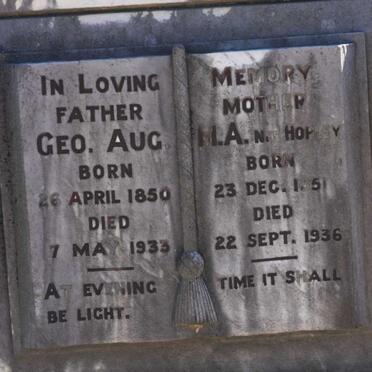 IN LOVING
FATHER
GEO. AUG
BORN
26 APRIL 1850
DIED
7 MAY 1933
AT EVENING
BE LIGHT.
MEMORY
MOTHER
M.A.
BORN
23 DEC.
DIED
22 SEPT. 1936
TIME IT SHALL